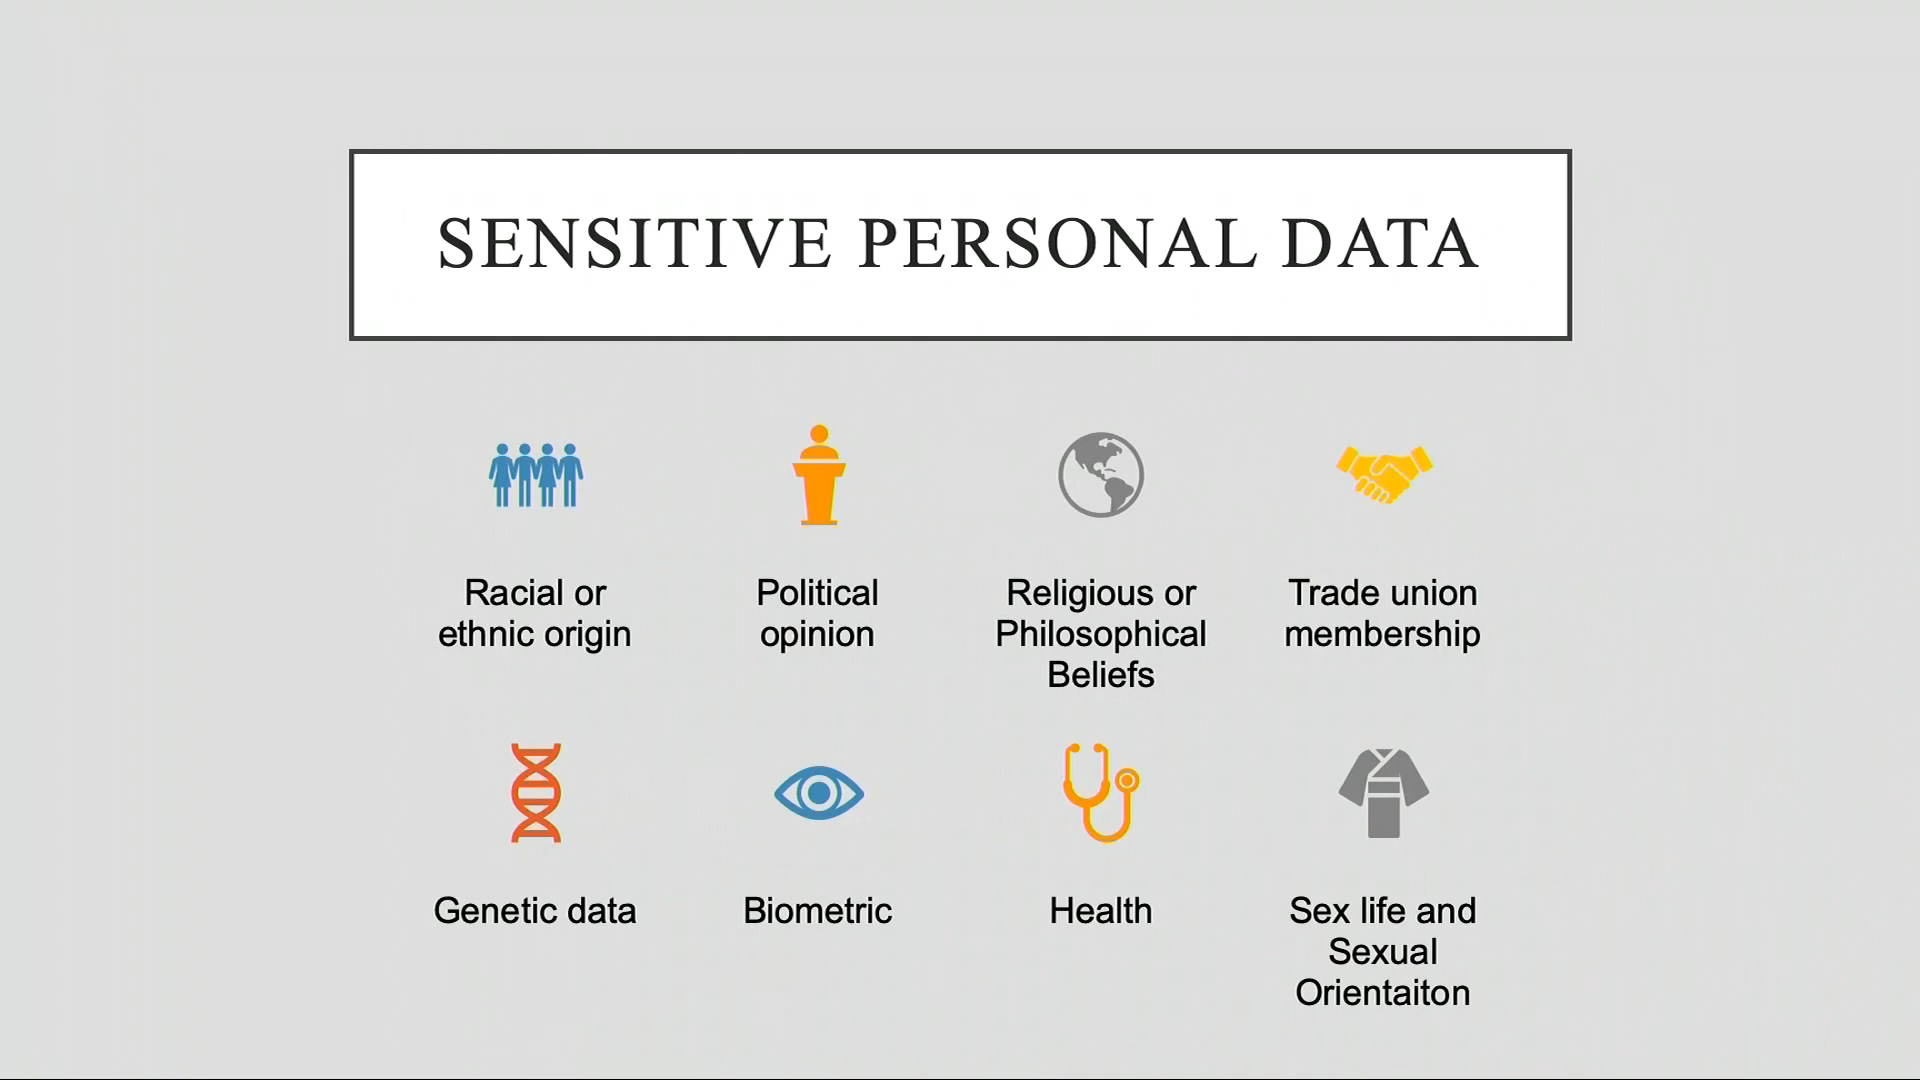 SENSITIVE PERSONAL DATA
Racial or
ethnic origin
Political
opinion
Religious or
Philosophical
Beliefs
Trade union
membership
Genetic data
Biometric
Health
Sex life and
Sexual
Orientaiton